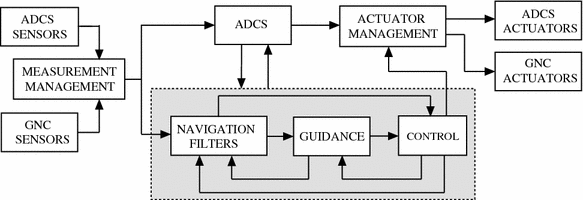 ADCS
SENSORS
MEASUREMENT
MANAGEMENT
GNC
SENSORS
ADCS
ACTUATOR
MANAGEMENT
ADCS
ACTUATORS
GNC
ACTUATORS
NAVIGATION
FILTERS
GUIDANCE
CONTROL